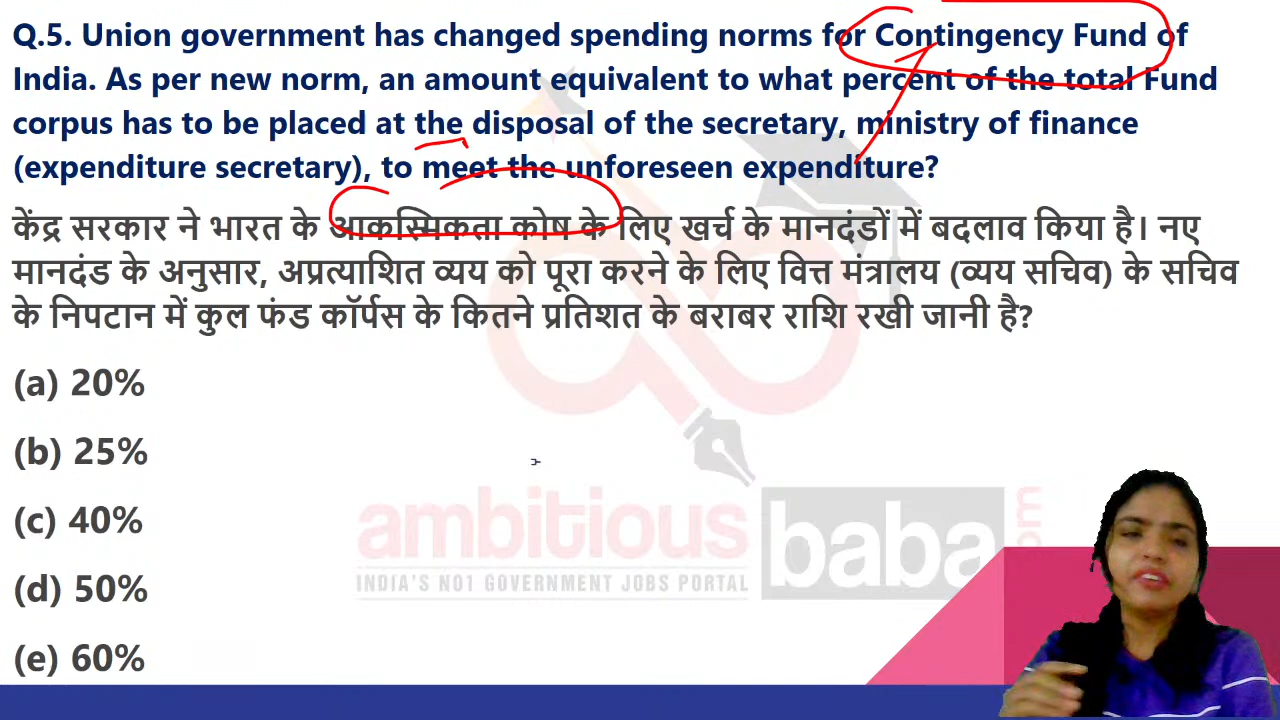 Q.5. Union government has changed spending norms for Contingency Fund of
India. As per new norm, an amount equivalent to what percent of the total Fund
corpus has to be placed at the disposal of the secretary, ministry of finance
(expenditure secretary), to meet the unforeseen expenditure?
केंद्र सरकार ने भारत के आकस्मिकता कोष के लिए खर्च के मानदंडों में बदलाव किया है। नए
मानदंड के अनुसार, अप्रत्याशित व्यय को पूरा करने के लिए वित्त मंत्रालय (व्यय सचिव) के सचिव
के निपटान में कुल फंड कॉर्पस के कितने प्रतिशत के बराबर राशि रखी जानी है?
(a) 20%
(b) 25%
(c) 40%
(d) 50%
(e) 60%
ambitious baba
INDIA'S NO1 GOVERNMENT JOBS PORTAL